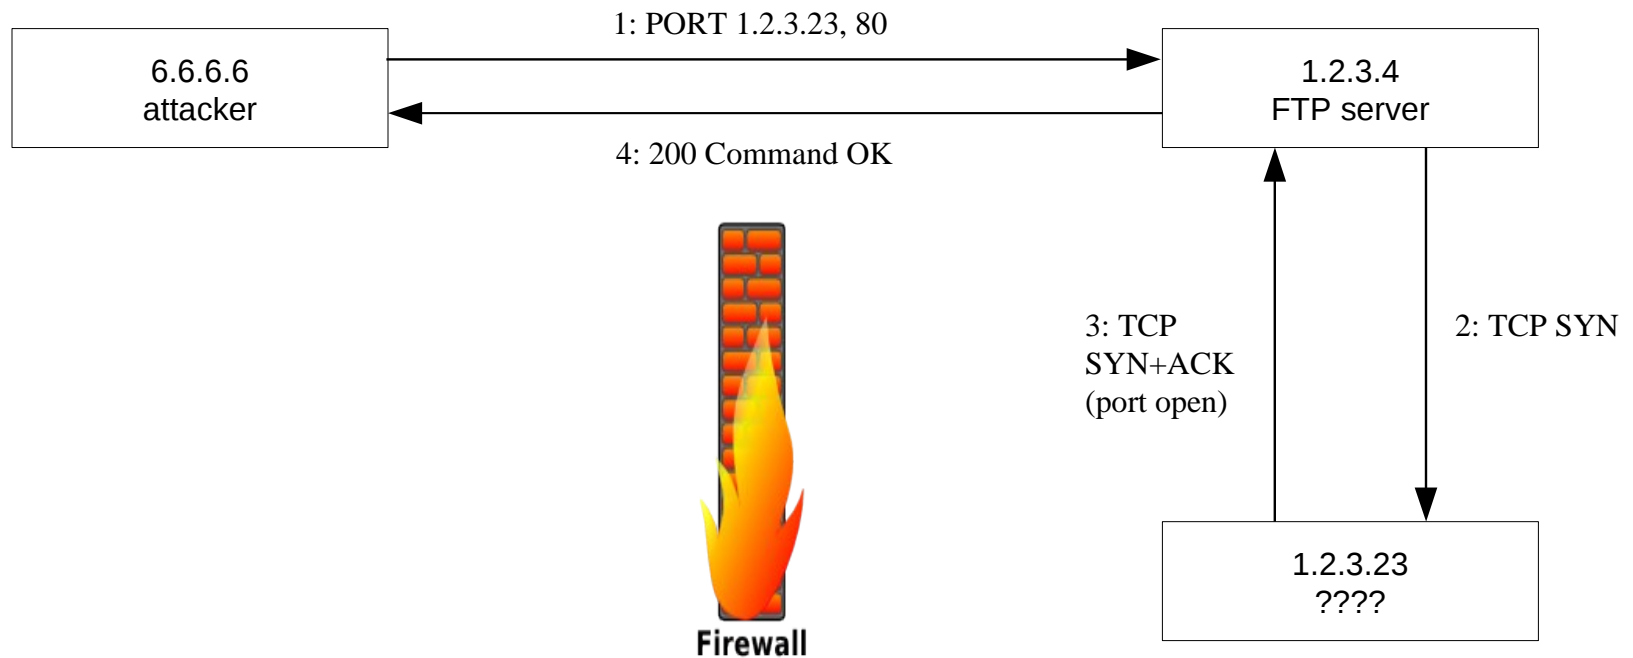 1: PORT 1.2.3.23, 80
6.6.6.6
attacker
1.2.3.4
FTP server
4: 200 Command OK
3: TCP
SYN+ACK
(port open)
2: TCP SYN
1.2.3.23
????
Firewall